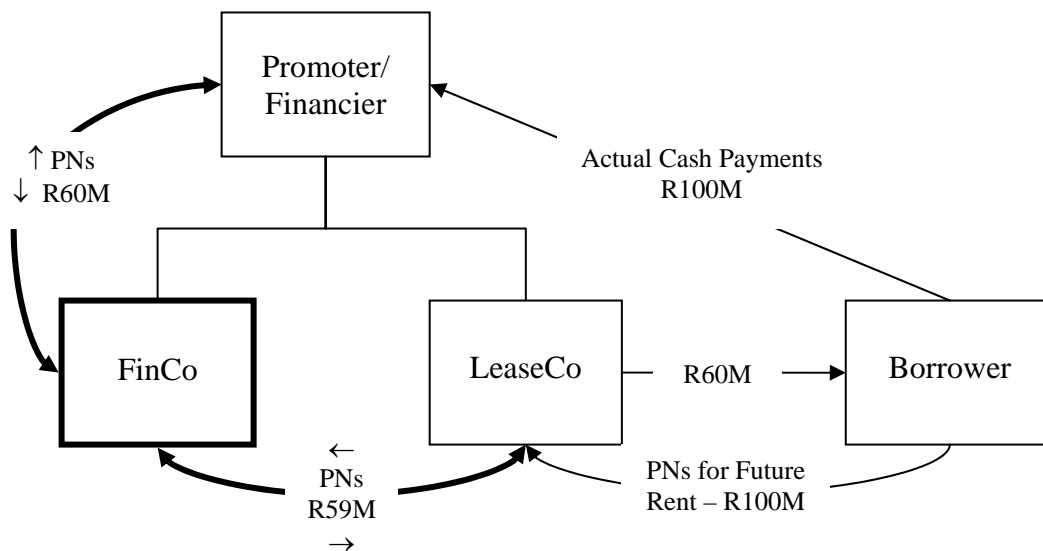 Promoter/
Financier
↑ PNs
↓ R60M
Actual Cash Payments
R100M
FinCo
LeaseCo
R60M
Borrower
←
PNs
R59M
→
PNs for Future
Rent – R100M